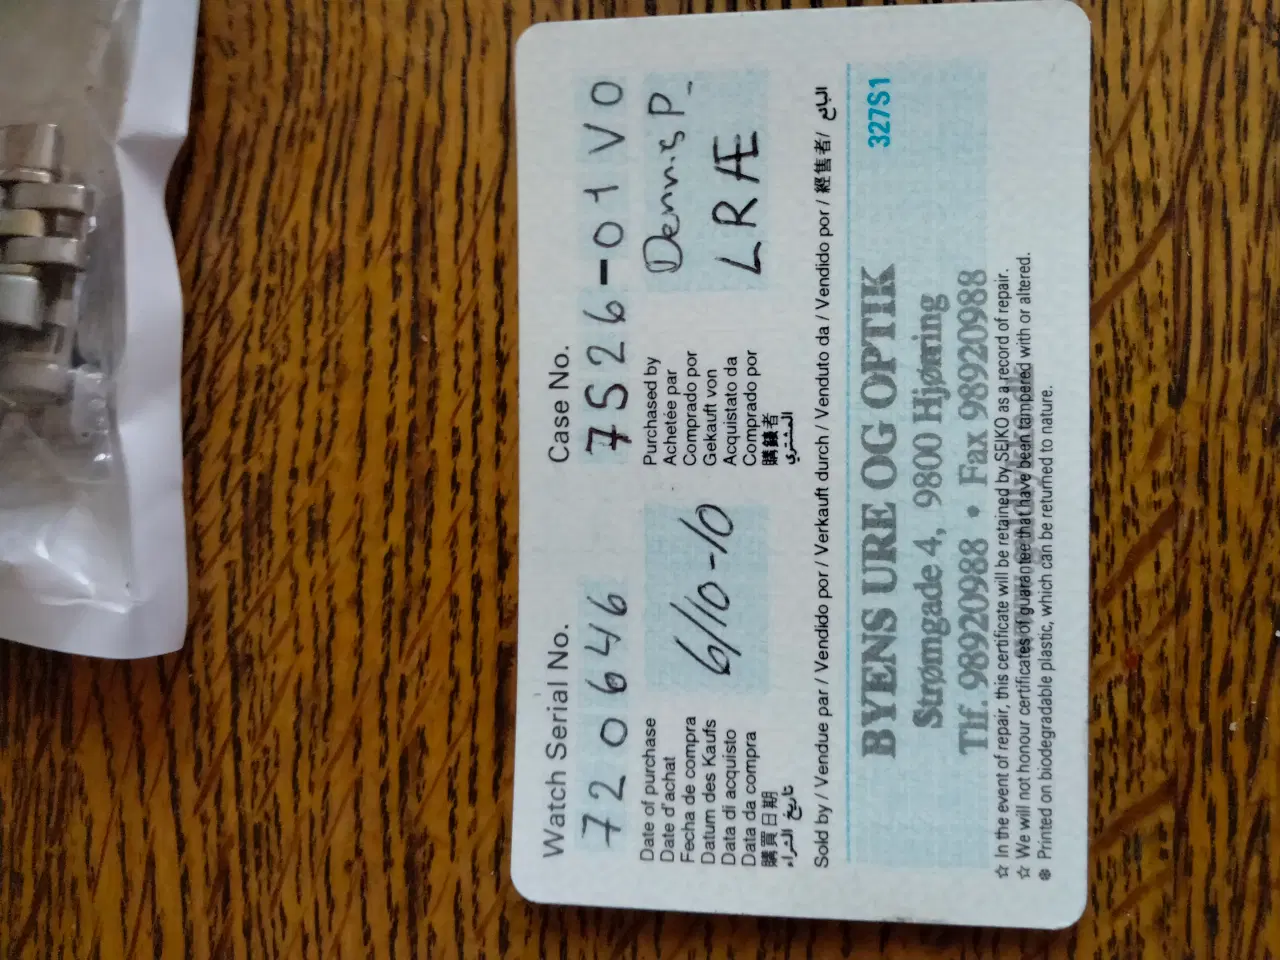 Watch Serial No.
720646
Case No.
7S26-01V0
Date of purchase
Date d'achat
Fecha de compra
Datum des Kaufs
Data di acquisto
Data da compra
購買日期
تاريخ الشراء
6/10-10
Purchased by
Achetée par
Comprado por
Gekauft von
Acquistato da
Comprado por
購錶者
المشتري
Dennis P
LRÆ
Sold by / Vendue par / Vendido por / Verkauft durch / Venduto da / Vendido por / 經售者/ البائع
327S1
BYENS URE OG OPTIK
Strømgade 4, 9800 Hjørring
Tlf. 98920988 • Fax 98920988
☆ In the event of repair, this certificate will be retained by SEIKO as a record of repair.
☆ We will not honour certificates of guarantee that have been tampered with or altered.
❄ Printed on biodegradable plastic, which can be returned to nature.